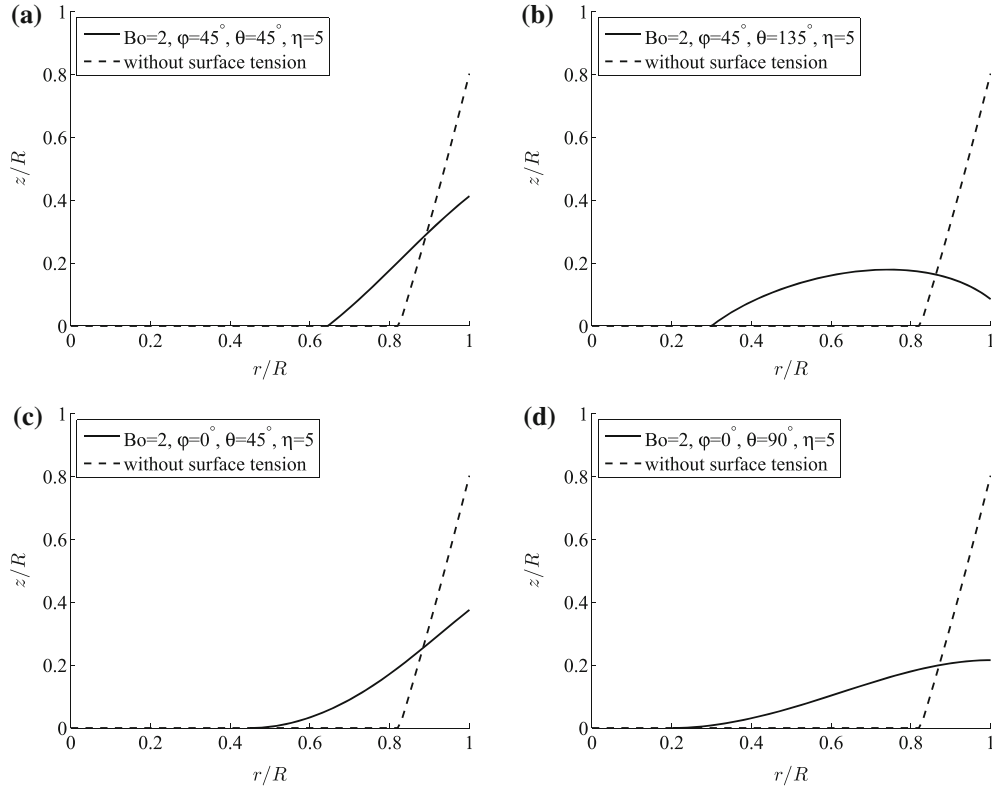 (a)
Bo=2, φ=45°, θ=45°, η=5
without surface tension
1
0.8
0.6
0.4
0.2
0
z/R
0 0.2 0.4 0.6 0.8 1
r/R
(b)
Bo=2, φ=45°, θ=135°, η=5
without surface tension
1
0.8
0.6
0.4
0.2
0
z/R
0 0.2 0.4 0.6 0.8 1
r/R
(c)
Bo=2, φ=0°, θ=45°, η=5
without surface tension
1
0.8
0.6
0.4
0.2
0
z/R
0 0.2 0.4 0.6 0.8 1
r/R
(d)
Bo=2, φ=0°, θ=90°, η=5
without surface tension
1
0.8
0.6
0.4
0.2
0
z/R
0 0.2 0.4 0.6 0.8 1
r/R